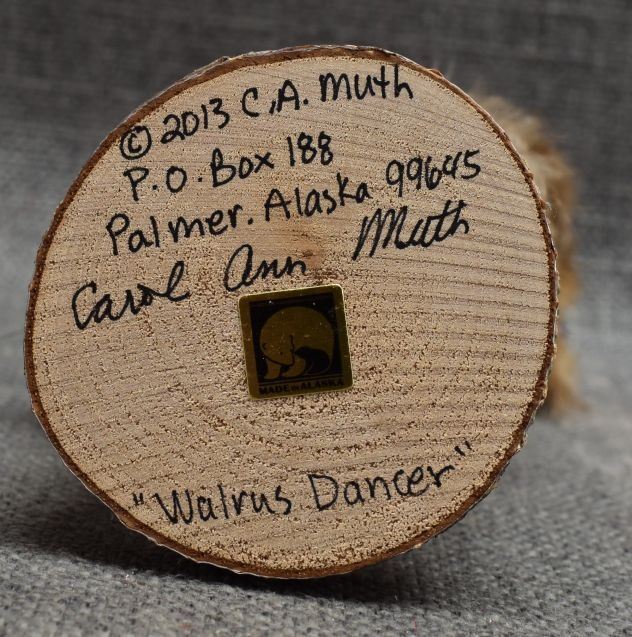 © 2013 C.A. Muth
P.O. Box 188
Palmer. Alaska 99645
Carol Ann Muth
MADE IN ALASKA
"Walrus Dancer"